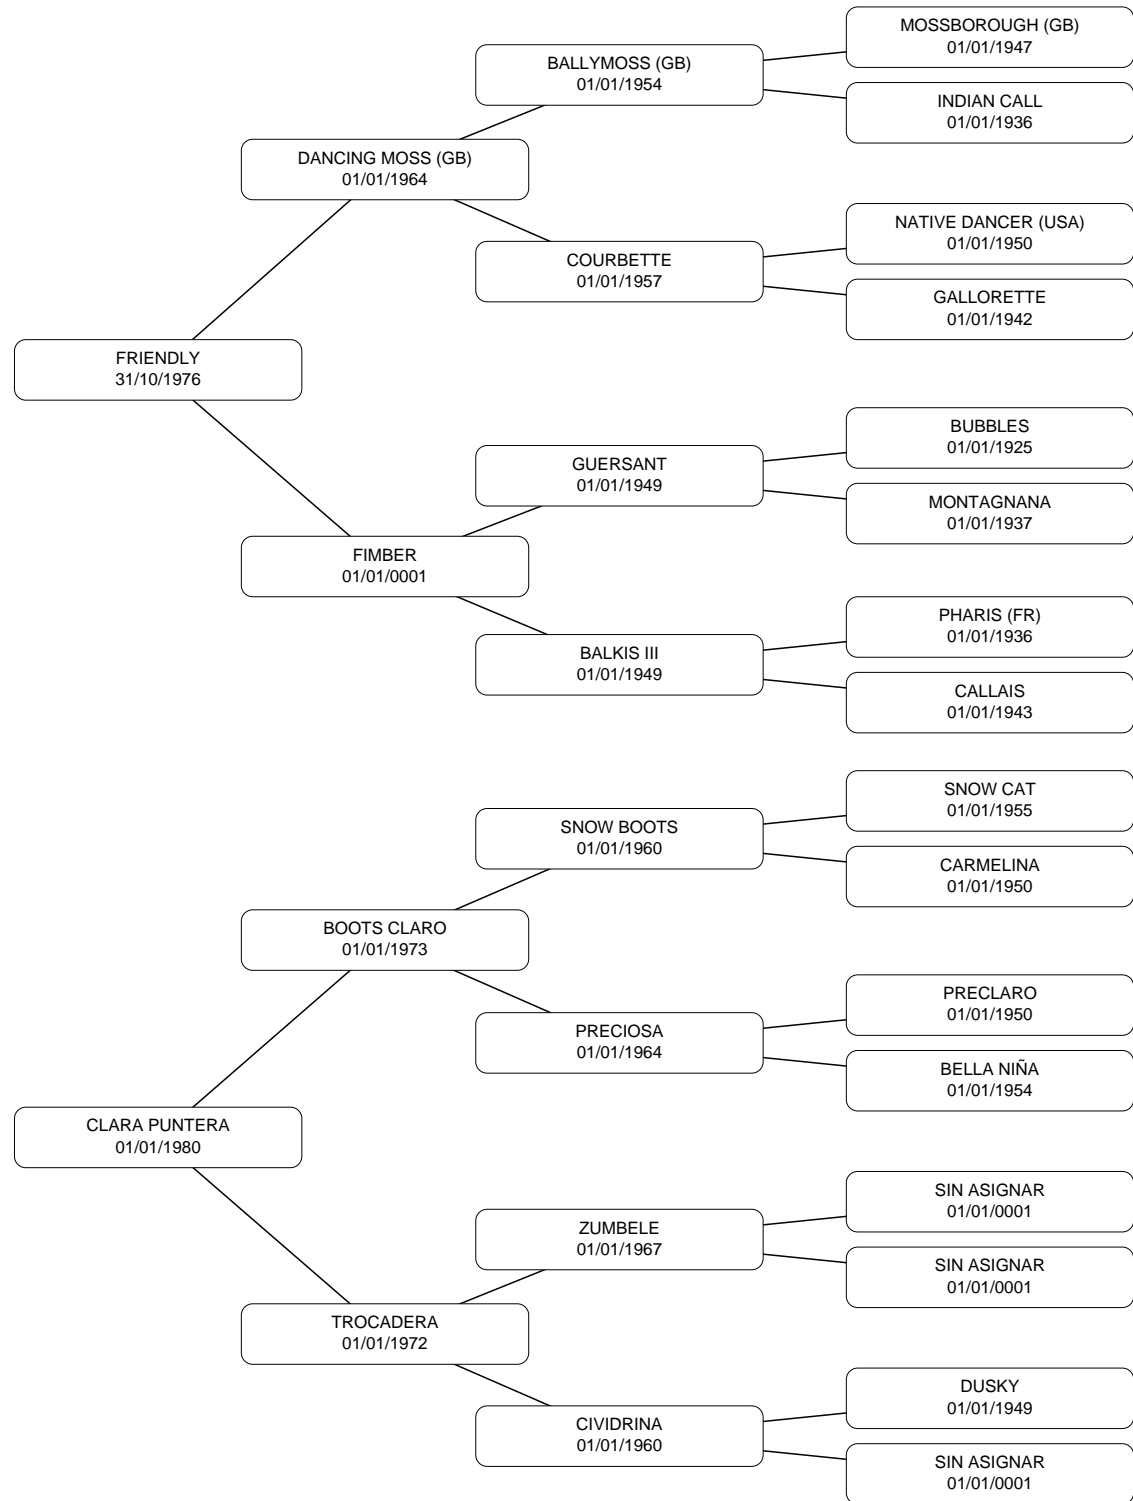 MOSSBOROUGH (GB)
01/01/1947
BALLYMOSS (GB)
01/01/1954
INDIAN CALL
01/01/1936
DANCING MOSS (GB)
01/01/1964
NATIVE DANCER (USA)
01/01/1950
COURBETTE
01/01/1957
GALLORETTE
01/01/1942
FRIENDLY
31/10/1976
BUBBLES
01/01/1925
GUERSANT
01/01/1949
MONTAGNANA
01/01/1937
FIMBER
01/01/0001
PHARIS (FR)
01/01/1936
BALKIS III
01/01/1949
CALLAIS
01/01/1943
SNOW CAT
01/01/1955
SNOW BOOTS
01/01/1960
CARMELINA
01/01/1950
BOOTS CLARO
01/01/1973
PRECLARO
01/01/1950
PRECIOSA
01/01/1964
BELLA NIÑA
01/01/1954
CLARA PUNTERA
01/01/1980
SIN ASIGNAR
01/01/0001
ZUMBELE
01/01/1967
SIN ASIGNAR
01/01/0001
TROCADERA
01/01/1972
DUSKY
01/01/1949
CIVIDRINA
01/01/1960
SIN ASIGNAR
01/01/0001